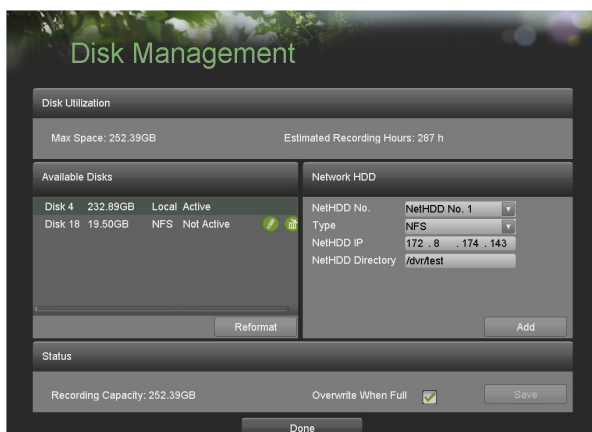 Disk Management
Disk Utilization
Max Space: 252.39GB Estimated Recording Hours: 287 h
Available Disks
Disk 4 232.89GB Local Active
Disk 18 19.50GB NFS Not Active
Reformat
Network HDD
NetHDD No. NetHDD No. 1
Type NFS
NetHDD IP 172 . 8 . 174 . 143
NetHDD Directory /dvr/test
Add
Status
Recording Capacity: 252.39GB Overwrite When Full Save
Done